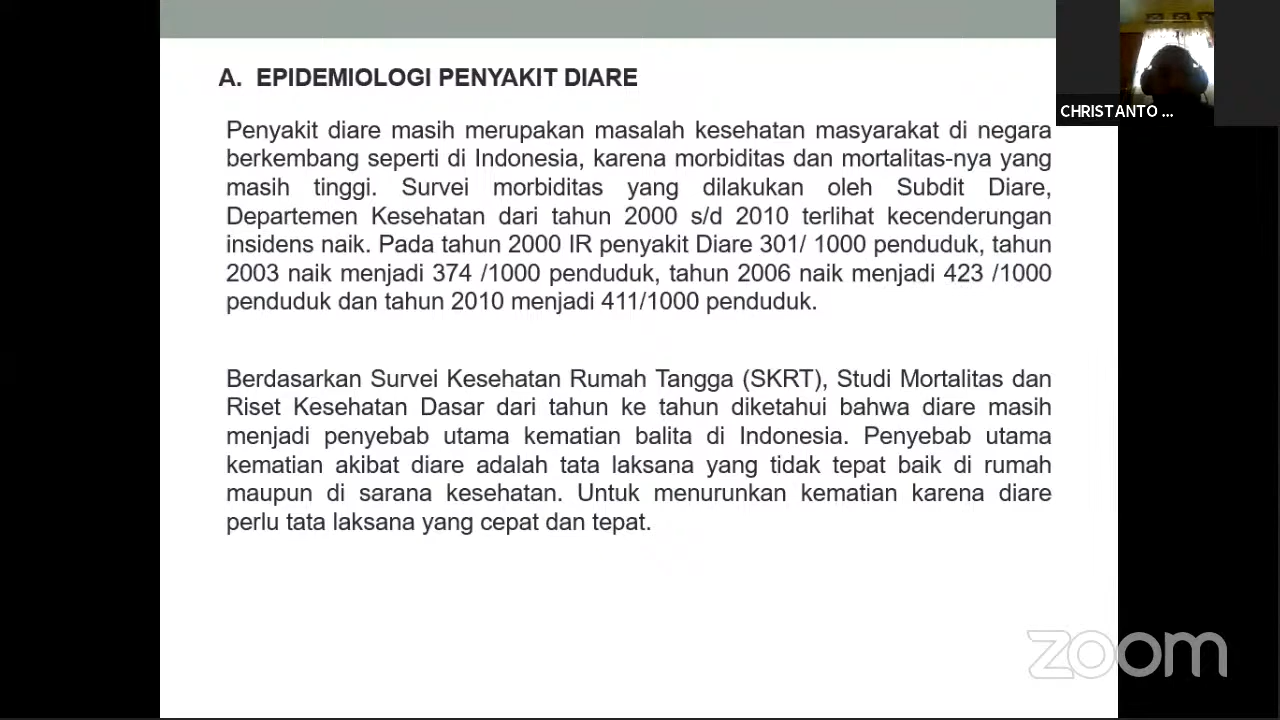 A. EPIDEMIOLOGI PENYAKIT DIARE
CHRISTANTO ...
Penyakit diare masih merupakan masalah kesehatan masyarakat di negara
berkembang seperti di Indonesia, karena morbiditas dan mortalitas-nya yang
masih tinggi. Survei morbiditas yang dilakukan oleh Subdit Diare,
Departemen Kesehatan dari tahun 2000 s/d 2010 terlihat kecenderungan
insidens naik. Pada tahun 2000 IR penyakit Diare 301/ 1000 penduduk, tahun
2003 naik menjadi 374 /1000 penduduk, tahun 2006 naik menjadi 423 /1000
penduduk dan tahun 2010 menjadi 411/1000 penduduk.
Berdasarkan Survei Kesehatan Rumah Tangga (SKRT), Studi Mortalitas dan
Riset Kesehatan Dasar dari tahun ke tahun diketahui bahwa diare masih
menjadi penyebab utama kematian balita di Indonesia. Penyebab utama
kematian akibat diare adalah tata laksana yang tidak tepat baik di rumah
maupun di sarana kesehatan. Untuk menurunkan kematian karena diare
perlu tata laksana yang cepat dan tepat.
zoom